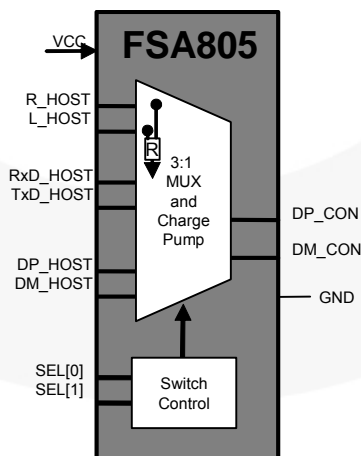 FSA805
VCC
R_HOST
L_HOST
R
RxD_HOST
TxD_HOST
3:1
MUX
and
Charge
Pump
DP_CON
DM_CON
DP_HOST
DM_HOST
GND
SEL[0]
SEL[1]
Switch
Control